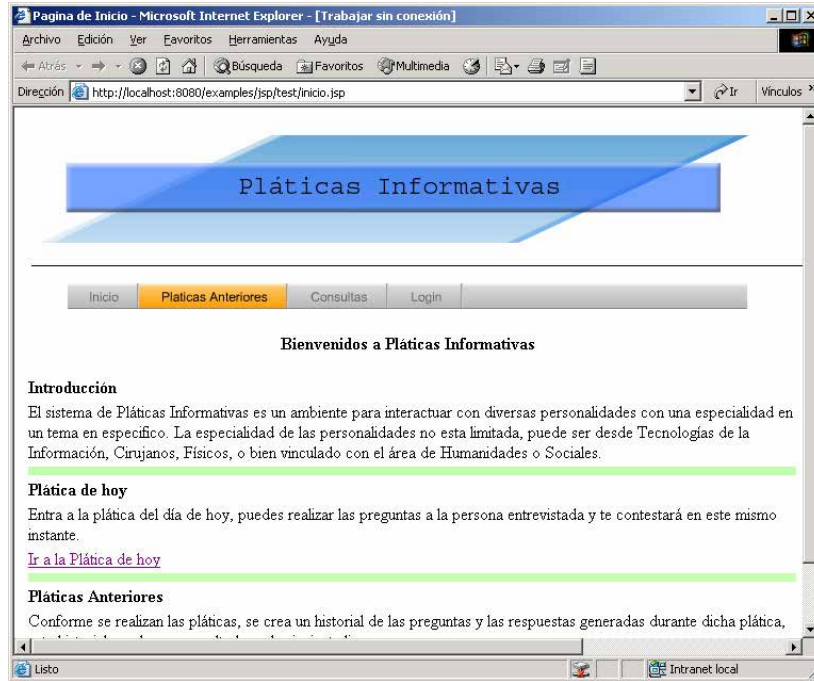 Pagina de Inicio - Microsoft Internet Explorer - [Trabajar sin conexión]
Archivo Edición Ver Favoritos Herramientas Ayuda
Atrás Búsqueda Favoritos Multimedia
Dirección http://localhost:8080/examples/jsp/test/inicio.jsp Ir Vínculos »
Pláticas Informativas
Inicio Platicas Anteriores Consultas Login
Bienvenidos a Pláticas Informativas
Introducción
El sistema de Pláticas Informativas es un ambiente para interactuar con diversas personalidades con una especialidad en
un tema en especifico. La especialidad de las personalidades no esta limitada, puede ser desde Tecnologías de la
Información, Cirujanos, Físicos, o bien vinculado con el área de Humanidades o Sociales.
Plática de hoy
Entra a la plática del día de hoy, puedes realizar las preguntas a la persona entrevistada y te contestará en este mismo
instante.
Ir a la Plática de hoy
Pláticas Anteriores
Conforme se realizan las pláticas, se crea un historial de las preguntas y las respuestas generadas durante dicha plática,
Listo Intranet local